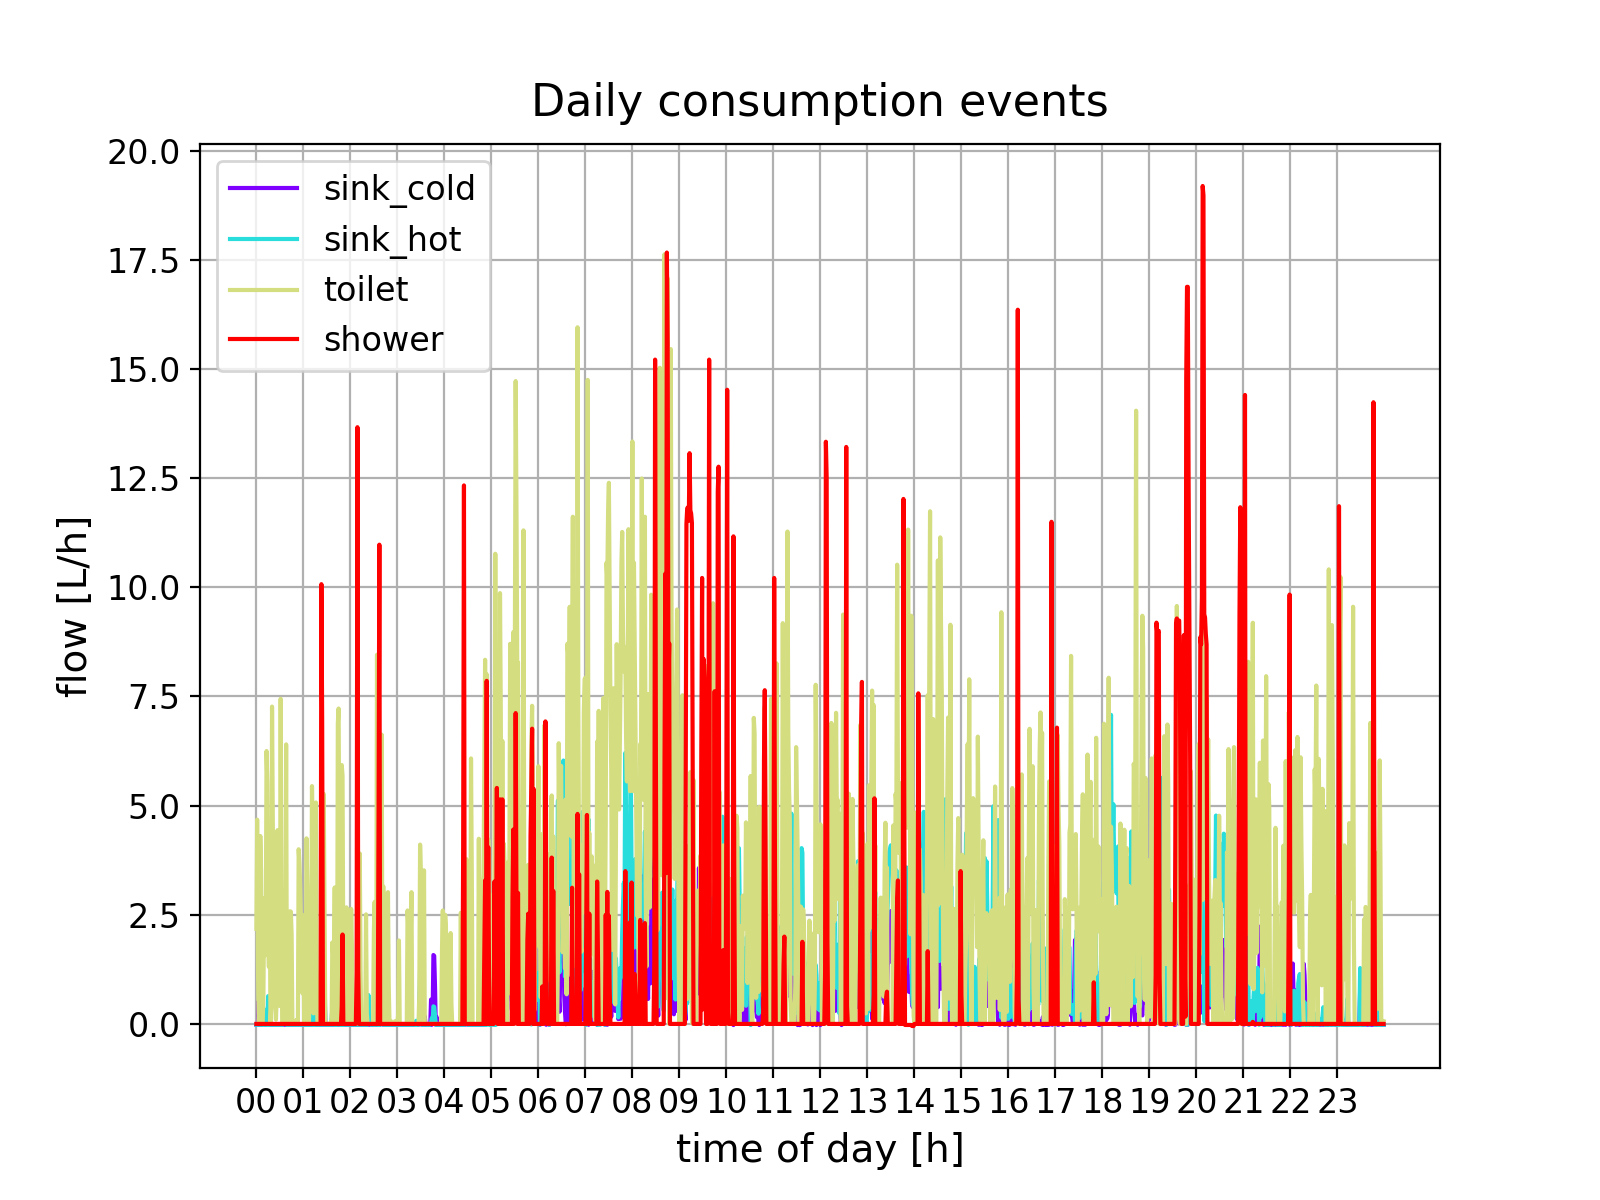 Daily consumption events
20.0
17.5
15.0
12.5
10.0
7.5
5.0
2.5
0.0
flow [L/h]
sink_cold
sink_hot
toilet
shower
00 01 02 03 04 05 06 07 08 09 10 11 12 13 14 15 16 17 18 19 20 21 22 23
time of day [h]